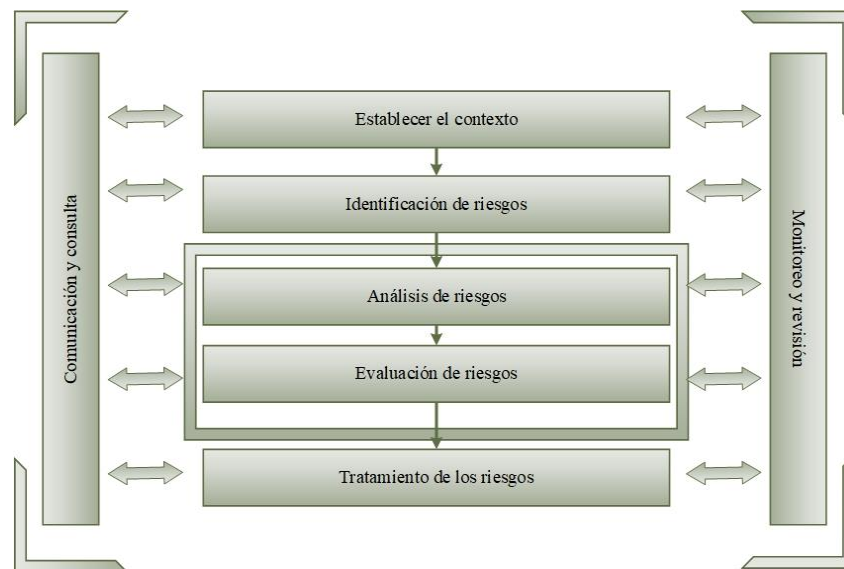 Comunicación y consulta
Establecer el contexto
Identificación de riesgos
Análisis de riesgos
Evaluación de riesgos
Tratamiento de los riesgos
Monitoreo y revisión